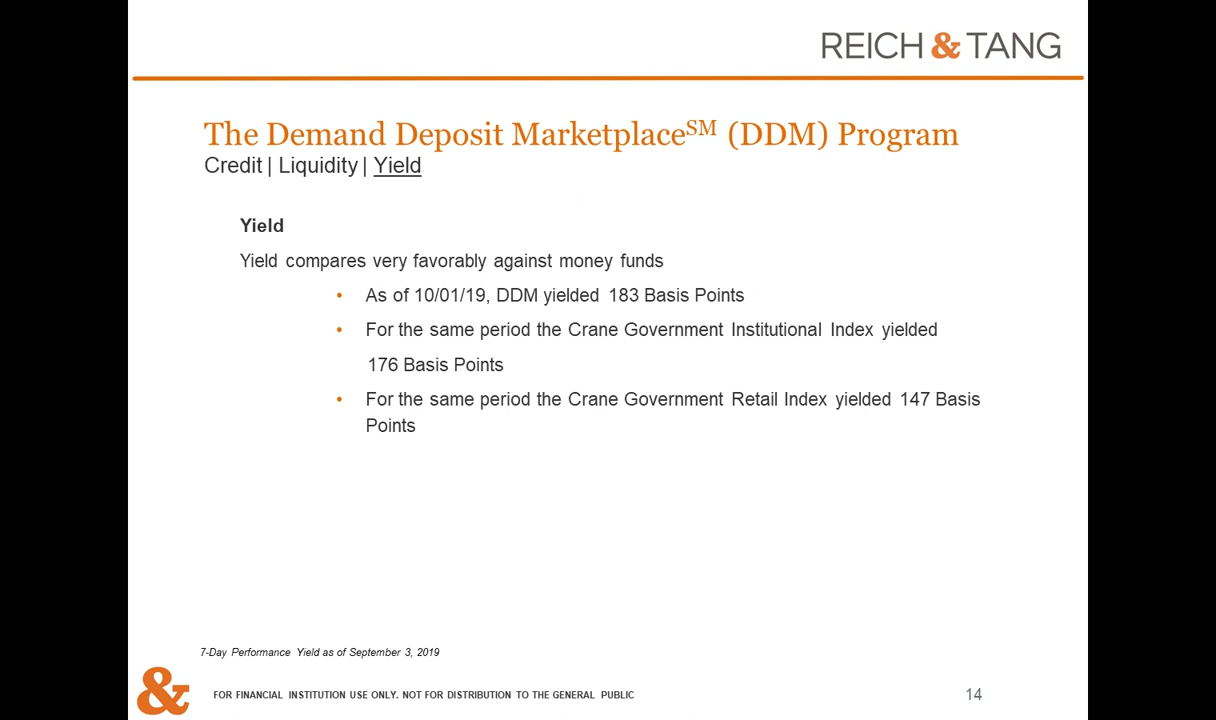 REICH & TANG
The Demand Deposit Marketplace℠ (DDM) Program
Credit | Liquidity | Yield
Yield
Yield compares very favorably against money funds
• As of 10/01/19, DDM yielded 183 Basis Points
• For the same period the Crane Government Institutional Index yielded
176 Basis Points
• For the same period the Crane Government Retail Index yielded 147 Basis
Points
7-Day Performance Yield as of September 3, 2019
&
FOR FINANCIAL INSTITUTION USE ONLY. NOT FOR DISTRIBUTION TO THE GENERAL PUBLIC
14